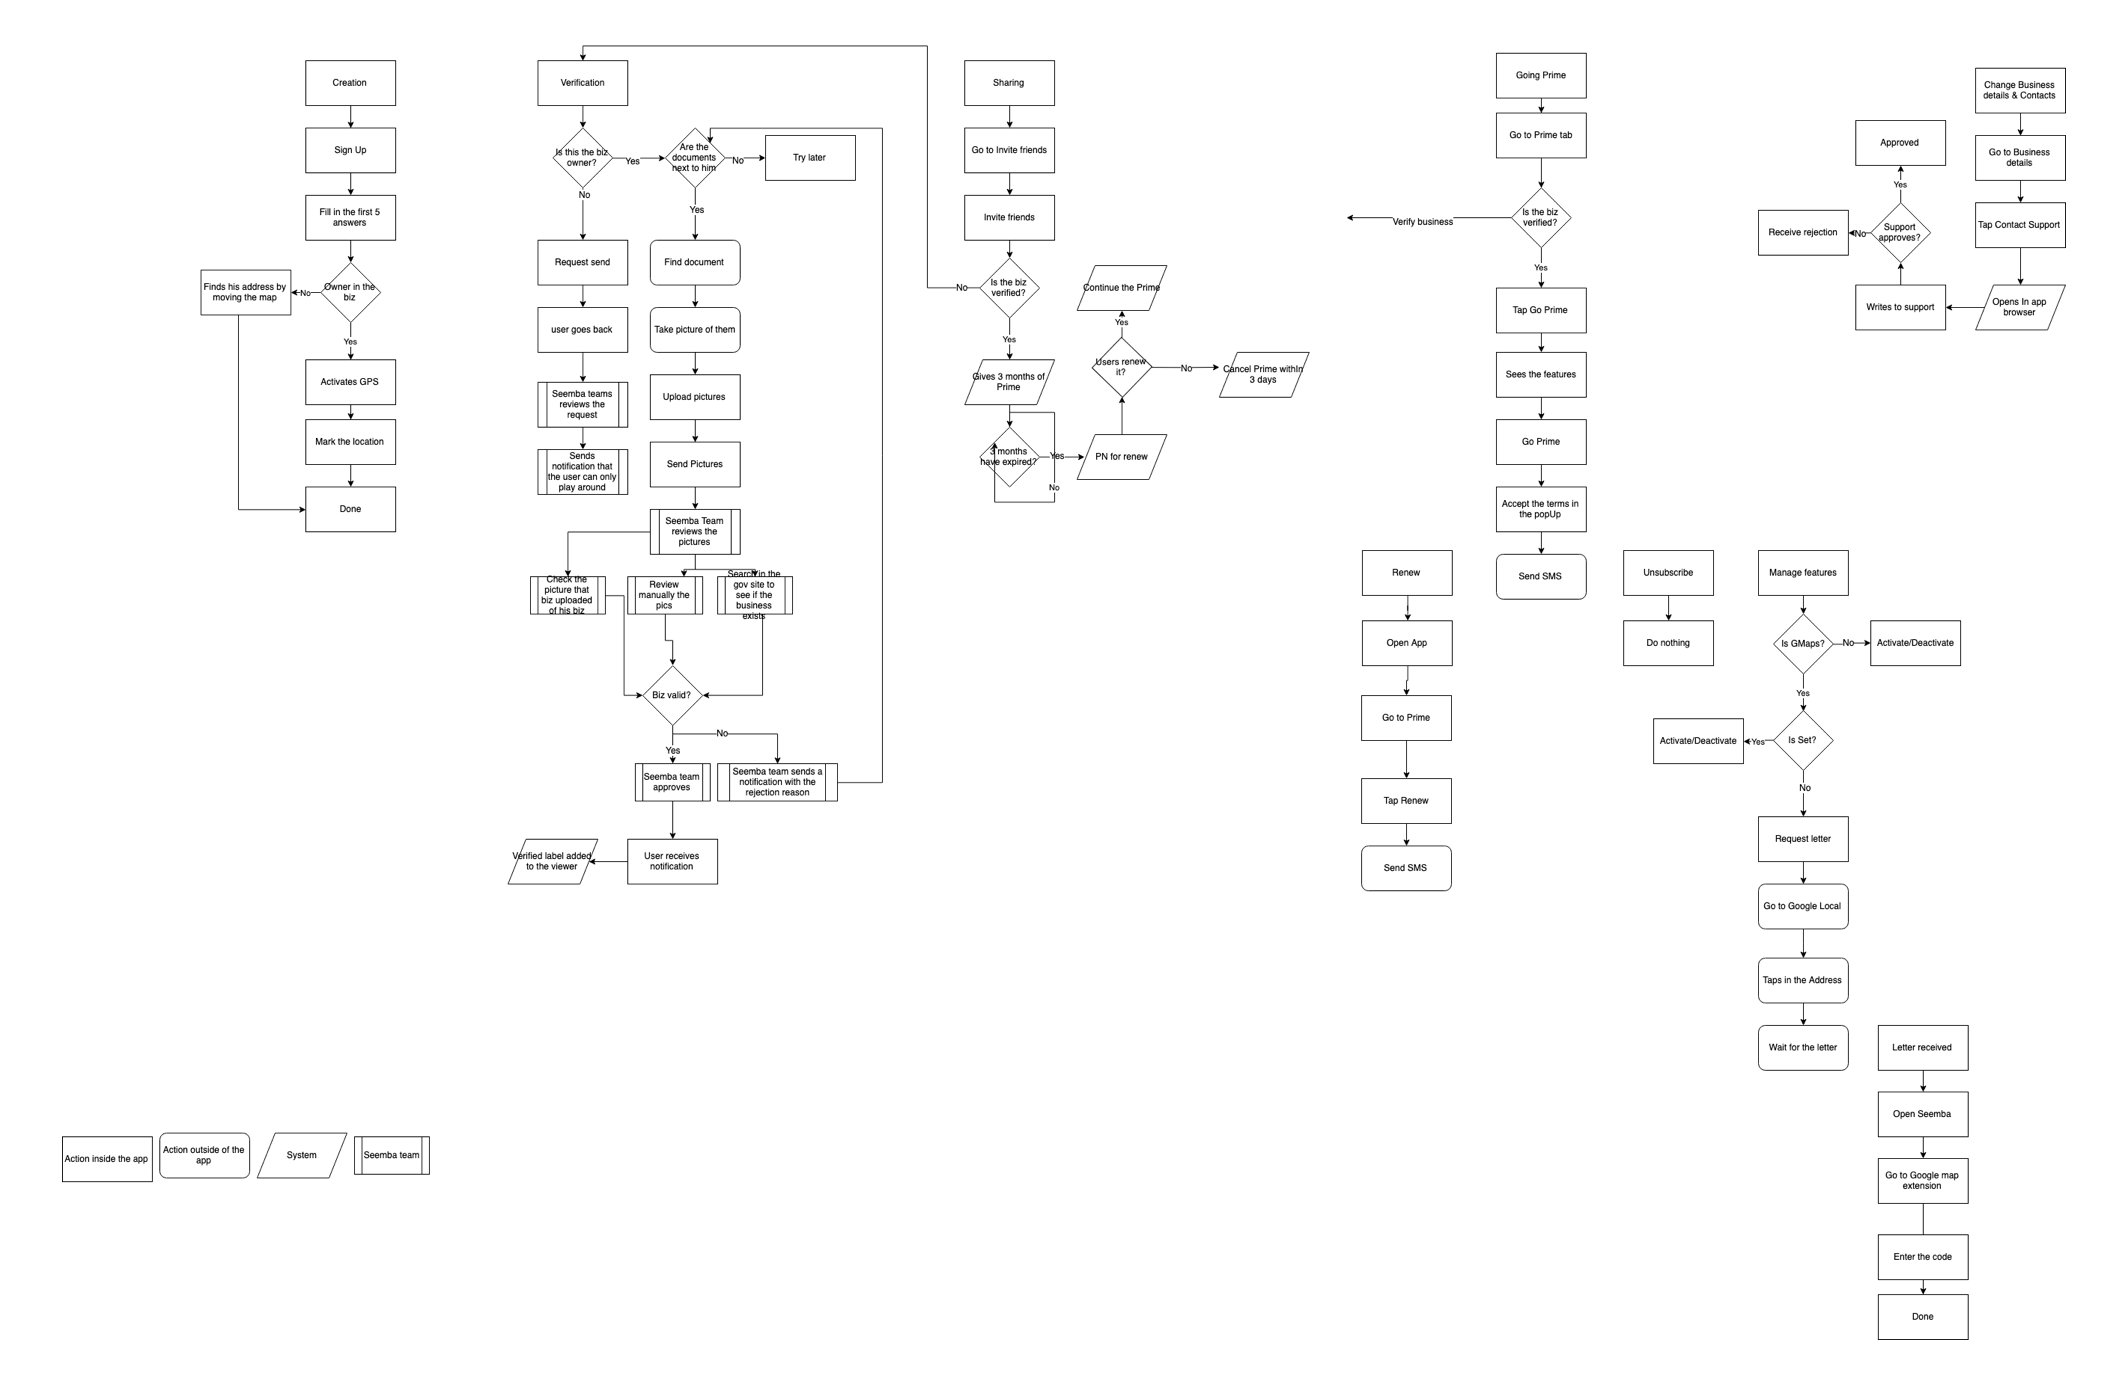 Creation
Sign Up
Fill in the first 5
answers
Owner in the
biz
No
Finds his address by
moving the map
Yes
Activates GPS
Mark the location
Done
Verification
Is this the biz
owner?
Yes
No
Are the
documents
next to him
No
Try later
Yes
Request send
user goes back
Seemba teams
reviews the
request
Sends
notification that
the user can only
play around
Find document
Take picture of them
Upload pictures
Send Pictures
Seemba Team
reviews the
pictures
Check the
picture that
biz uploaded
of his biz
Review
manually the
pics
Search in the
gov site to
see if the
business
exists
Biz valid?
No
Yes
Seemba team
approves
Seemba team sends a
notification with the
rejection reason
User receives
notification
Verified label added
to the viewer
Sharing
Go to Invite friends
Invite friends
Is the biz
verified?
No
Yes
Gives 3 months of
Prime
3 months
have expired?
Yes
No
PN for renew
Users renew
it?
Yes
Continue the Prime
No
Cancel Prime within
3 days
Going Prime
Go to Prime tab
Is the biz
verified?
Verify business
Yes
Tap Go Prime
Sees the features
Go Prime
Accept the terms in
the popUp
Send SMS
Change Business
details & Contacts
Go to Business
details
Tap Contact Support
Opens In app
browser
Writes to support
Support
approves?
No
Receive rejection
Yes
Approved
Renew
Open App
Go to Prime
Tap Renew
Send SMS
Unsubscribe
Do nothing
Manage features
Is GMaps?
No
Activate/Deactivate
Yes
Is Set?
Yes
Activate/Deactivate
No
Request letter
Go to Google Local
Taps in the Address
Wait for the letter
Letter received
Open Seemba
Go to Google map
extension
Enter the code
Done
Action inside the app
Action outside of the
app
System
Seemba team